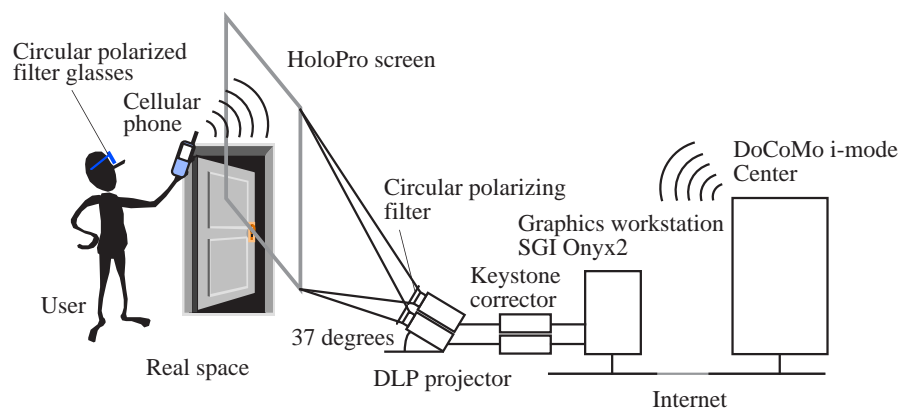 Circular polarized
filter glasses
HoloPro screen
Cellular
phone
DoCoMo i-mode
Center
Circular polarizing
filter
Graphics workstation
SGI Onyx2
Keystone
corrector
User
37 degrees
Real space
DLP projector
Internet